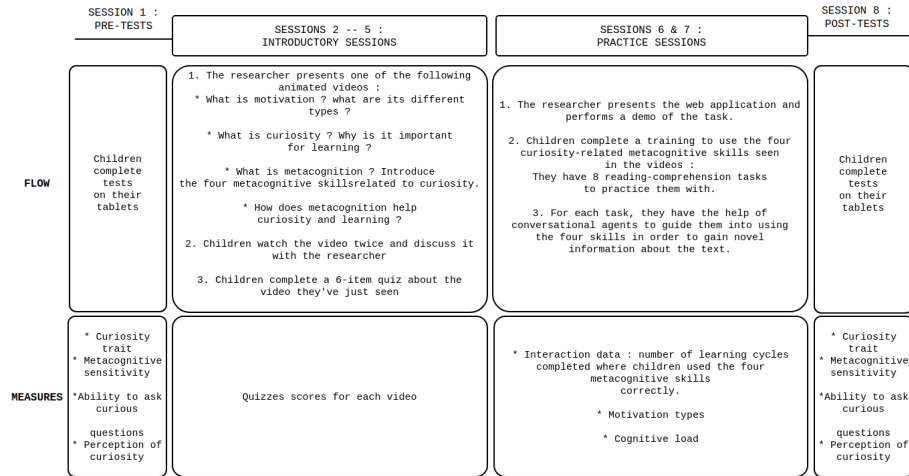 SESSION 1 :
PRE-TESTS
SESSIONS 2 -- 5 :
INTRODUCTORY SESSIONS
SESSIONS 6 & 7 :
PRACTICE SESSIONS
SESSION 8 :
POST-TESTS
FLOW
Children
complete
tests
on their
tablets
1. The researcher presents one of the following
animated videos :
* What is motivation ? what are its different
types ?
* What is curiosity ? Why is it important
for learning ?
* What is metacognition ? Introduce
the four metacognitive skillsrelated to curiosity.
* How does metacognition help
curiosity and learning ?
2. Children watch the video twice and discuss it
with the researcher
3. Children complete a 6-item quiz about the
video they've just seen
1. The researcher presents the web application and
performs a demo of the task.
2. Children complete a training to use the four
curiosity-related metacognitive skills seen
in the videos :
They have 8 reading-comprehension tasks
to practice them with.
3. For each task, they have the help of
conversational agents to guide them into using
the four skills in order to gain novel
information about the text.
Children
complete
tests
on their
tablets
MEASURES
* Curiosity
trait
* Metacognitive
sensitivity
*Ability to ask
curious
questions
* Perception of
curiosity
Quizzes scores for each video
* Interaction data : number of learning cycles
completed where children used the four
metacognitive skills
correctly.
* Motivation types
* Cognitive load
* Curiosity
trait
* Metacognitive
sensitivity
*Ability to ask
curious
questions
* Perception of
curiosity